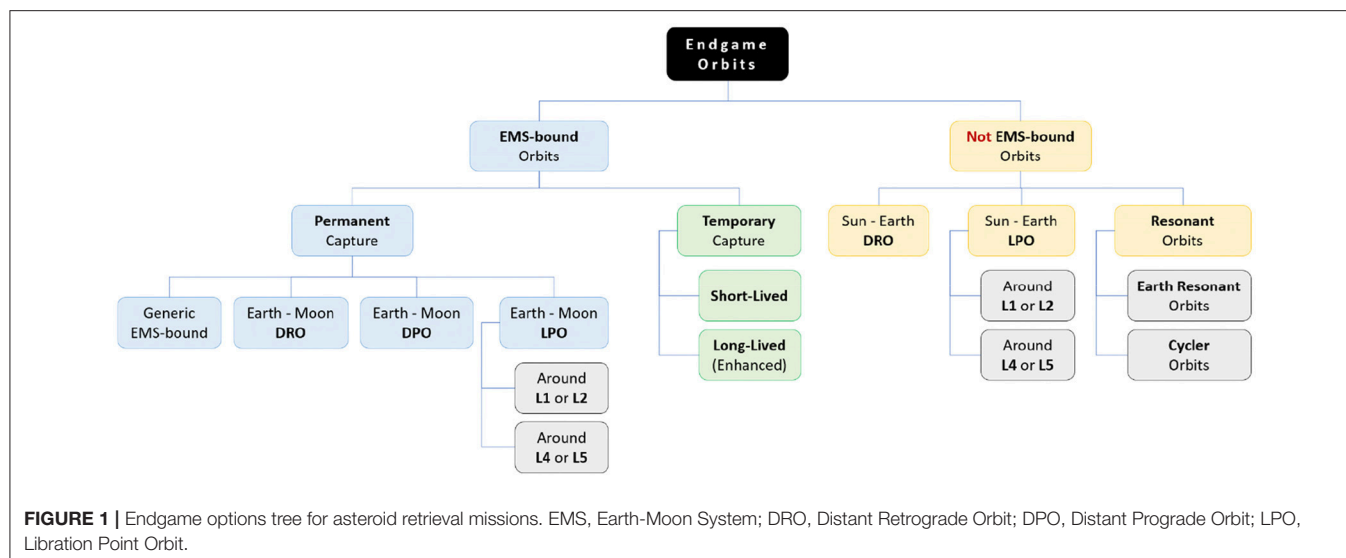 Endgame
Orbits
EMS-bound
Orbits
Not EMS-bound
Orbits
Permanent
Capture
Temporary
Capture
Sun - Earth
DRO
Sun - Earth
LPO
Resonant
Orbits
Generic
EMS-bound
Earth - Moon
DRO
Earth - Moon
DPO
Earth - Moon
LPO
Short-Lived
Around
L1 or L2
Earth Resonant
Orbits
Long-Lived
(Enhanced)
Around
L4 or L5
Cycler
Orbits
Around
L1 or L2
Around
L4 or L5
FIGURE 1 | Endgame options tree for asteroid retrieval missions. EMS, Earth-Moon System; DRO, Distant Retrograde Orbit; DPO, Distant Prograde Orbit; LPO,
Libration Point Orbit.